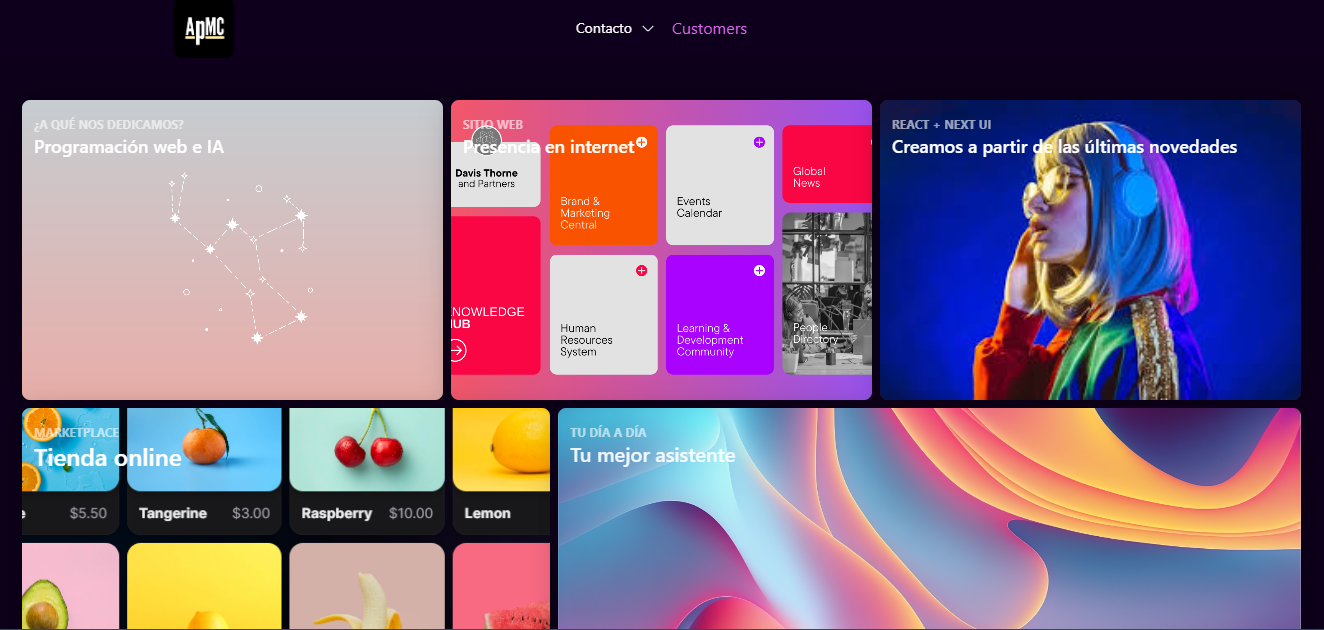 ApMC
Contacto
Customers
¿A QUÉ NOS DEDICAMOS?
Programación web e IA
SITIO WEB
Presencia en internet
Davis Thorne
and Partners
Brand &
Marketing
Central
Events
Calendar
Global
News
NOWLEDGE
UB
Human
Resources
System
Learning &
Development
Community
People
Directory
REACT + NEXT UI
Creamos a partir de las últimas novedades
MARKETPLACE
Tienda online
e $5.50
Tangerine $3.00
Raspberry $10.00
Lemon
TU DÍA A DÍA
Tu mejor asistente